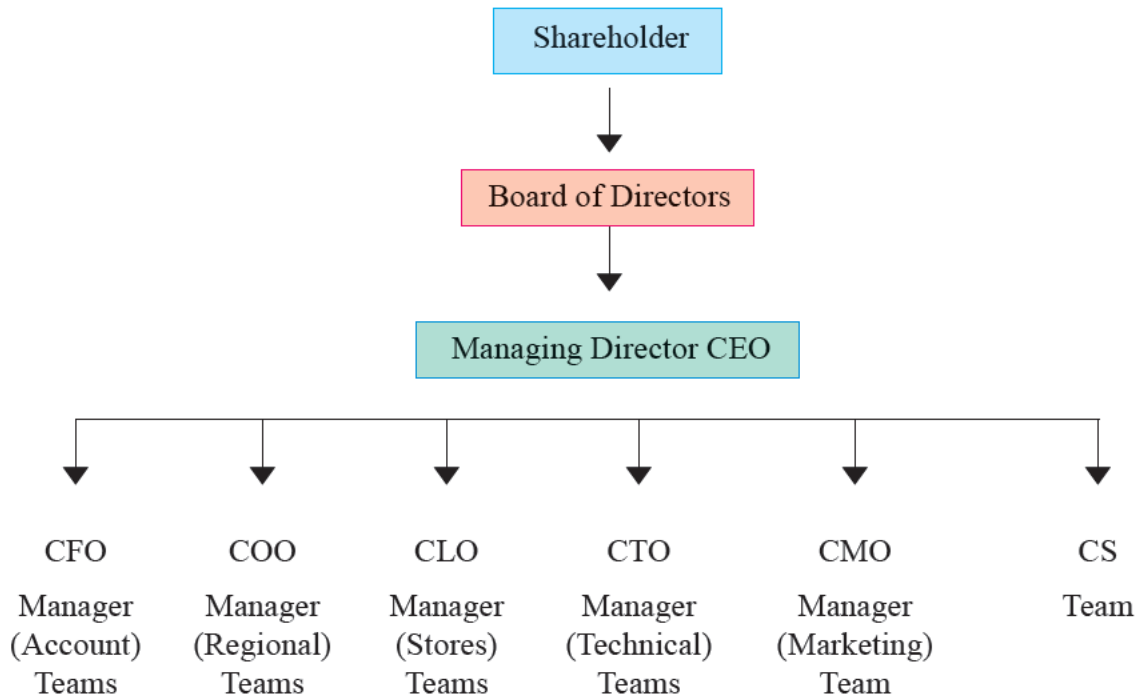 Shareholder
Board of Directors
Managing Director CEO
CFO COO CLO CTO CMO CS
Manager Manager Manager Manager Manager Team
(Account) (Regional) (Stores) (Technical) (Marketing)
Teams Teams Teams Teams Team